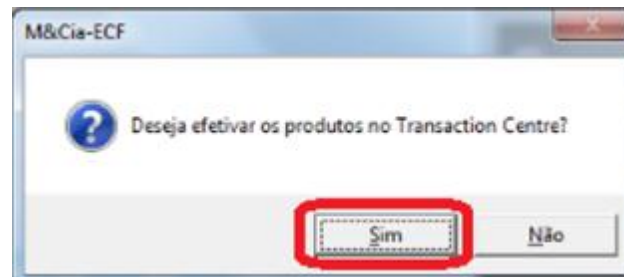 M&Cia-ECF
Deseja efetivar os produtos no Transaction Centre?
Sim
Não